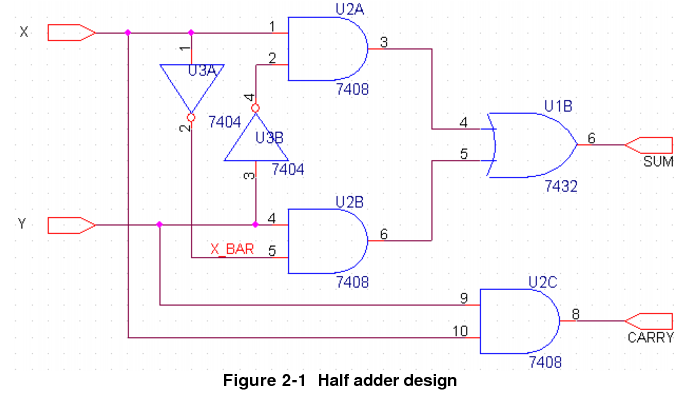 U2A
X
1
3
2
7408
1
U3A
2
7404
4
U3B
7404
3
U1B
4
5
6
7432
SUM
Y
U2B
4
X_BAR
5
6
7408
U2C
9
10
8
7408
CARRY
Figure 2-1 Half adder design